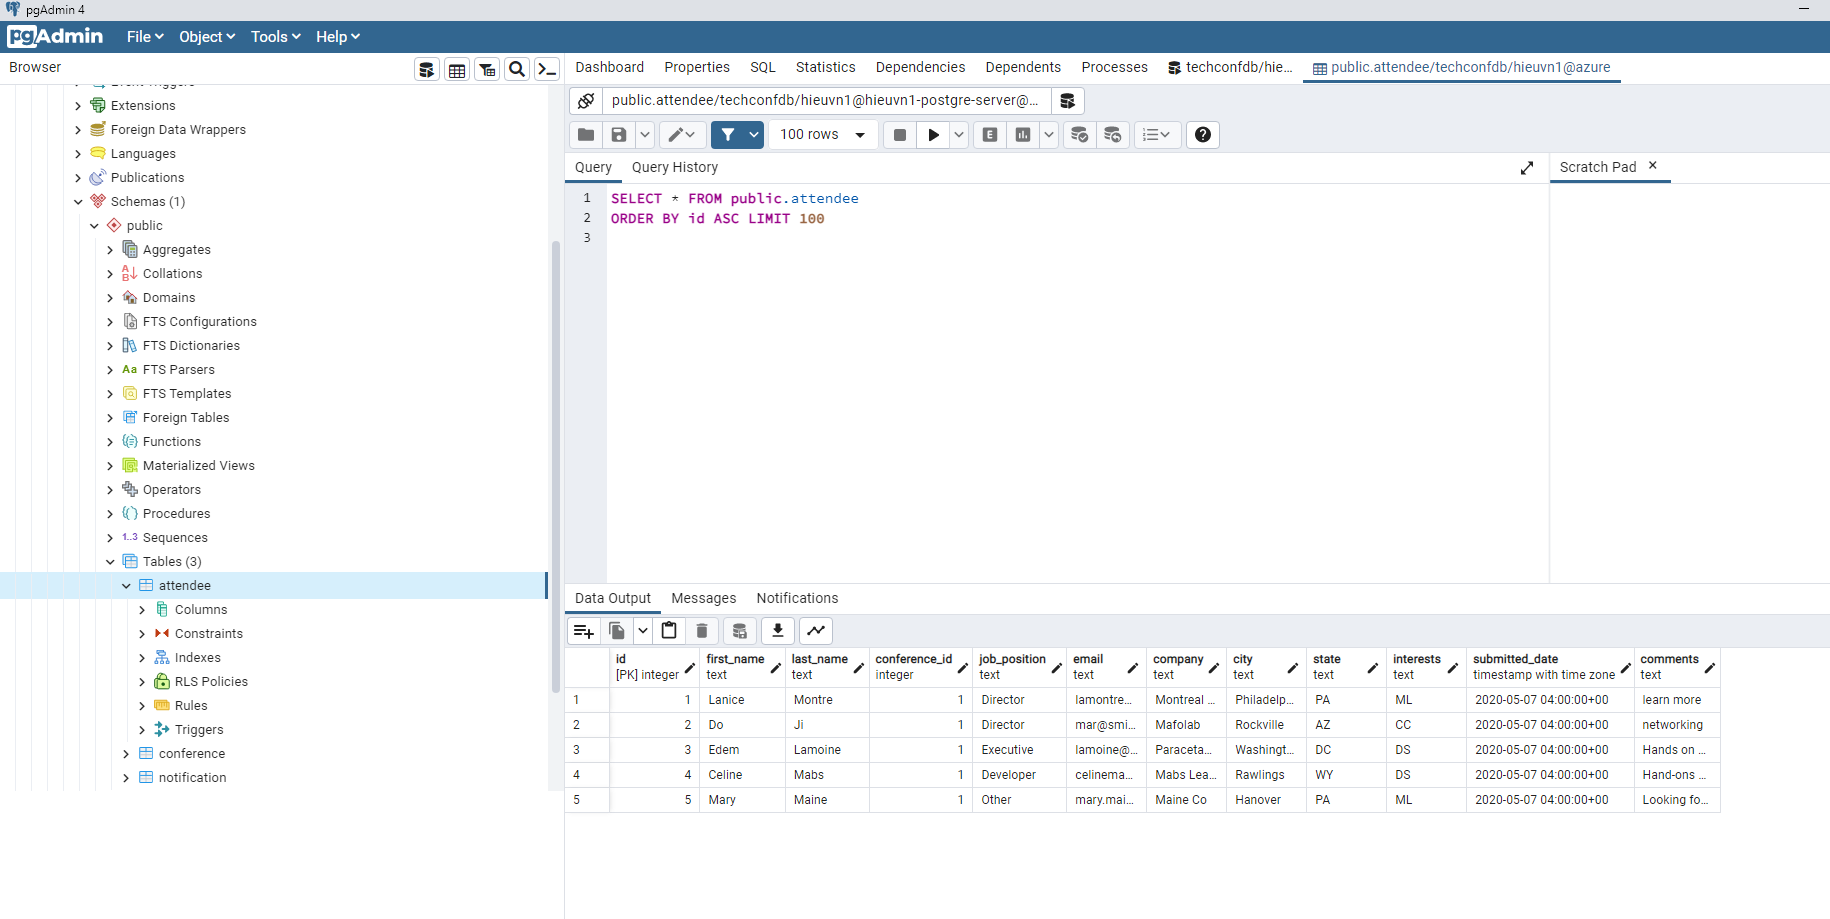 pgAdmin 4
pgAdmin File Object Tools Help
Browser
Dashboard Properties SQL Statistics Dependencies Dependents Processes techconfdb/hie... public.attendee/techconfdb/hieuvn1@azure
Event Triggers
Extensions
Foreign Data Wrappers
Languages
Publications
Schemas (1)
public
Aggregates
Collations
Domains
FTS Configurations
FTS Dictionaries
Aa FTS Parsers
FTS Templates
Foreign Tables
Functions
Materialized Views
Operators
Procedures
1..3 Sequences
Tables (3)
attendee
Columns
Constraints
Indexes
RLS Policies
Rules
Triggers
conference
notification
public.attendee/techconfdb/hieuvn1@hieuvn1-postgre-server@...
100 rows E
Query Query History
Scratch Pad
1 SELECT * FROM public.attendee
2 ORDER BY id ASC LIMIT 100
3
Data Output Messages Notifications
id first_name last_name conference_id job_position email company city state interests submitted_date comments
[PK] integer text text integer text text text text text text timestamp with time zone text
1 1 Lanice Montre 1 Director lamontre... Montreal ... Philadelp... PA ML 2020-05-07 04:00:00+00 learn more
2 2 Do Ji 1 Director mar@smi... Mafolab Rockville AZ CC 2020-05-07 04:00:00+00 networking
3 3 Edem Lamoine 1 Executive lamoine@... Paraceta... Washingt... DC DS 2020-05-07 04:00:00+00 Hands on ...
4 4 Celine Mabs 1 Developer celinema... Mabs Lea... Rawlings WY DS 2020-05-07 04:00:00+00 Hand-ons ...
5 5 Mary Maine 1 Other mary.mai... Maine Co Hanover PA ML 2020-05-07 04:00:00+00 Looking fo...